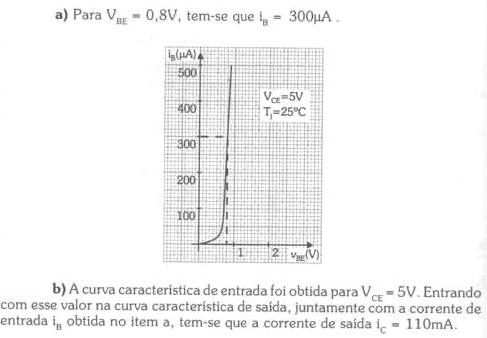 a) Para V_BE = 0,8V, tem-se que i_B = 300μA .
i_B(μA)
500
V_CE=5V
400
T_j=25°C
300
200
100
1 2 v_BE(V)
b) A curva característica de entrada foi obtida para V_CE = 5V. Entrando
com esse valor na curva característica de saída, juntamente com a corrente de
entrada i_B obtida no item a, tem-se que a corrente de saída i_C = 110mA.